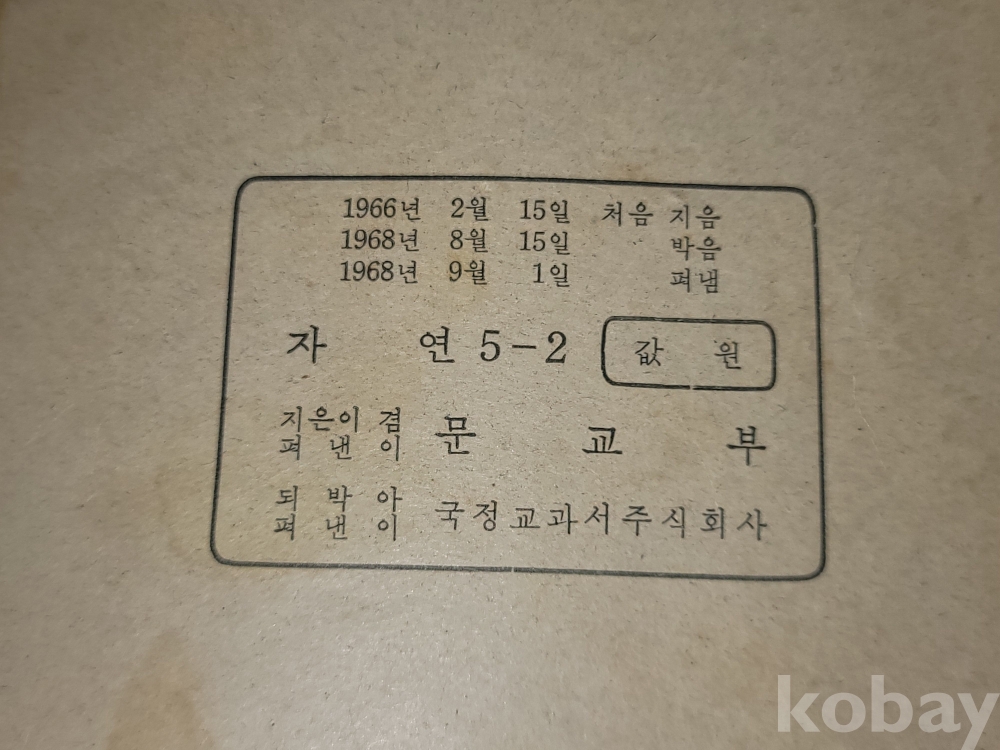 1966년 2월 15일 처음 지음
1968년 8월 15일 박음
1968년 9월 1일 펴냄
자 연 5-2 값 원
지은이 겸
펴 낸 이 문 교 부
되 박 아
펴 낸 이 국정교과서주식회사
kobay